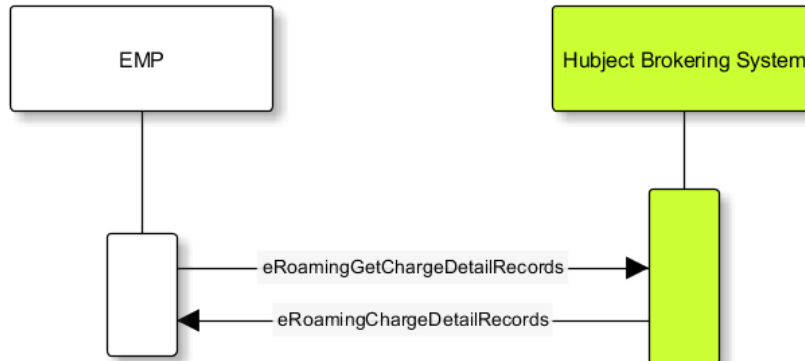 EMP
Hubject Brokering System
eRoamingGetChargeDetailRecords
eRoamingChargeDetailRecords